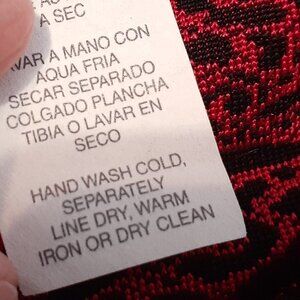 A SEC
AVAR A MANO CON
AQUA FRIA
SECAR SEPARADO
COLGADO PLANCHA
TIBIA O LAVAR EN
SECO
HAND WASH COLD,
SEPARATELY
LINE DRY, WARM
IRON OR DRY CLEAN